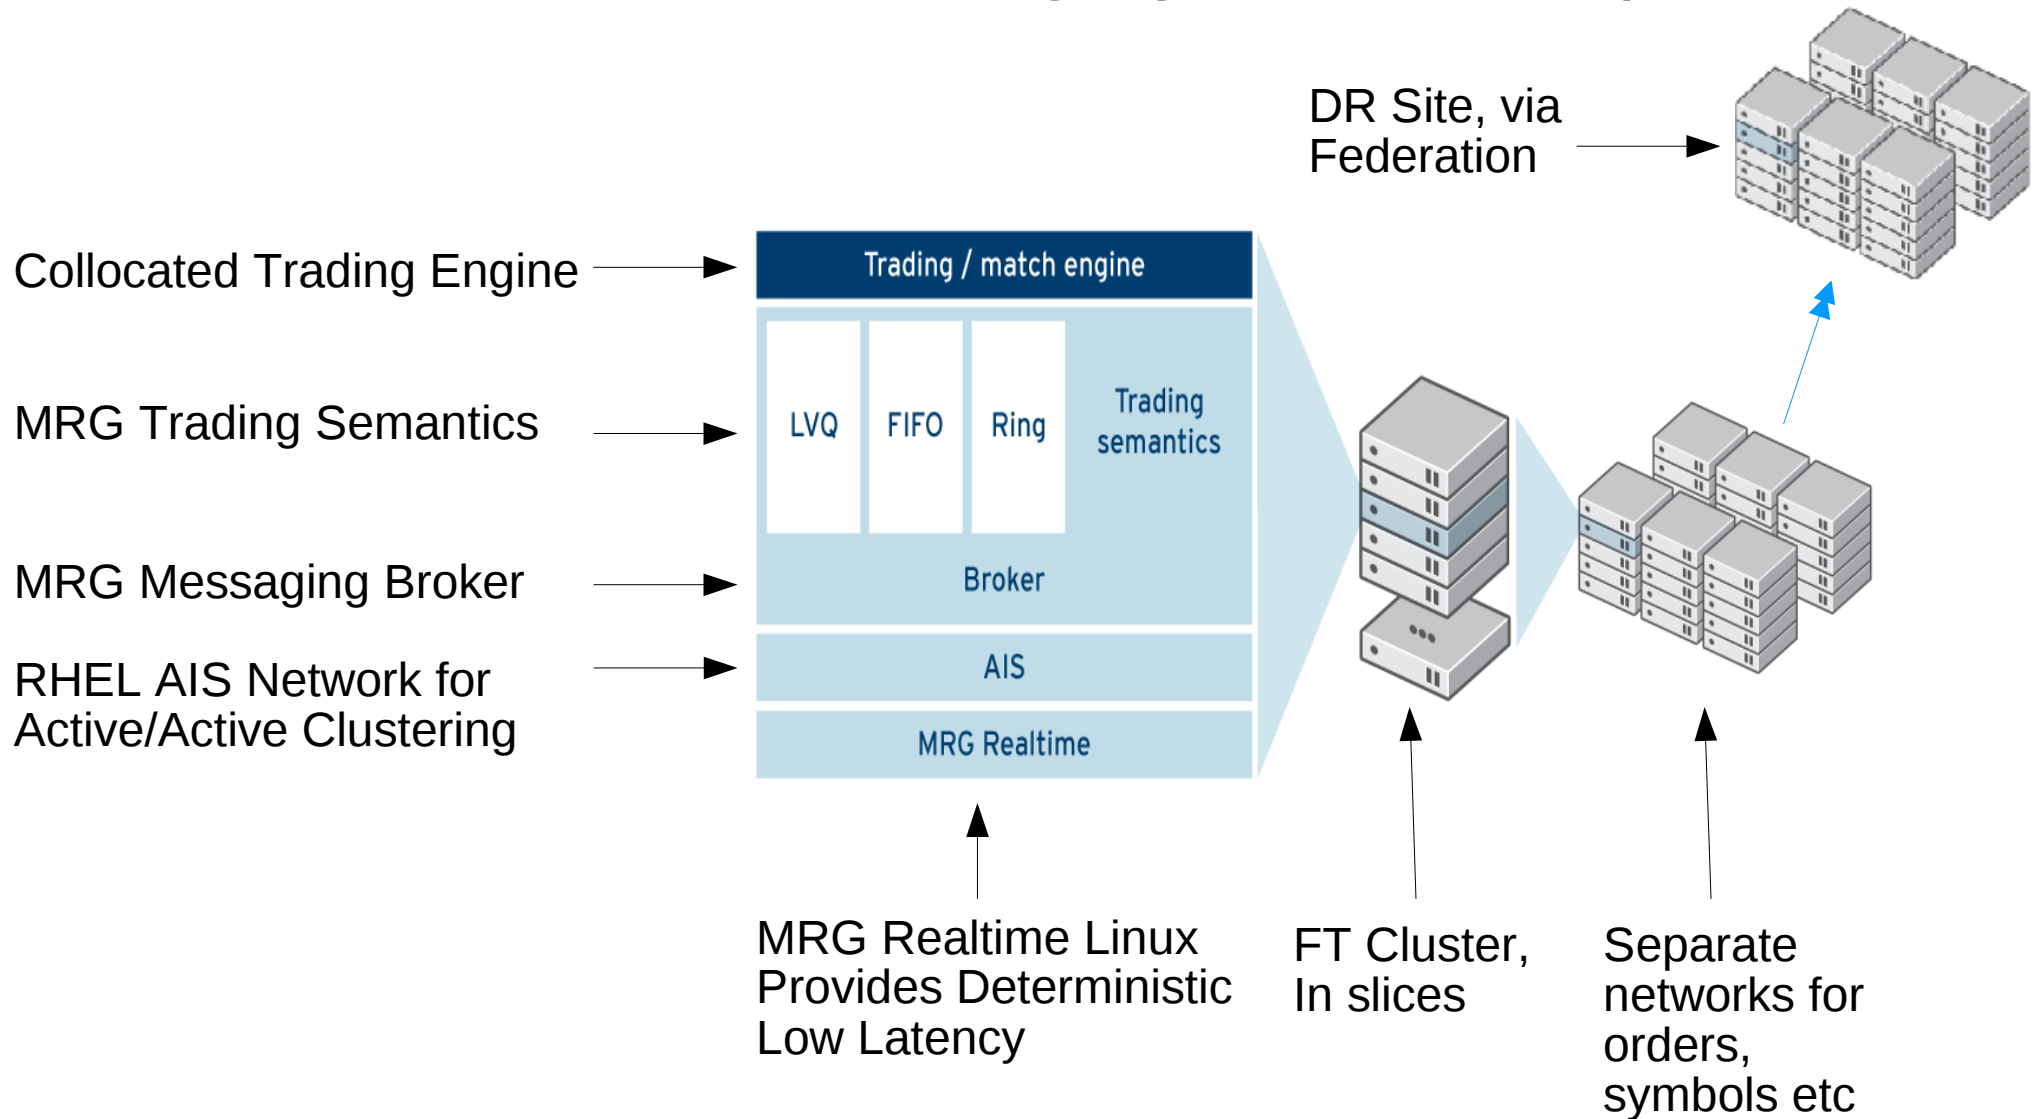 DR Site, via
Federation
Collocated Trading Engine
Trading / match engine
MRG Trading Semantics
LVQ
FIFO
Ring
Trading
semantics
MRG Messaging Broker
Broker
RHEL AIS Network for
Active/Active Clustering
AIS
MRG Realtime
MRG Realtime Linux
Provides Deterministic
Low Latency
FT Cluster,
In slices
Separate
networks for
orders,
symbols etc